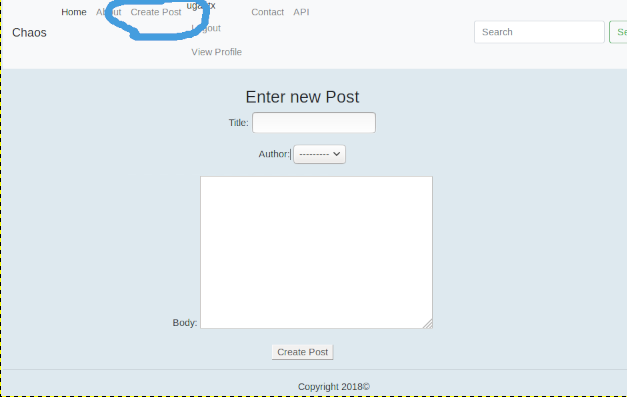 ugaltx
Home About Create Post Contact API
Logout
Chaos Search Se
View Profile
Enter new Post
Title:
Author: ---------
Body:
Create Post
Copyright 2018©